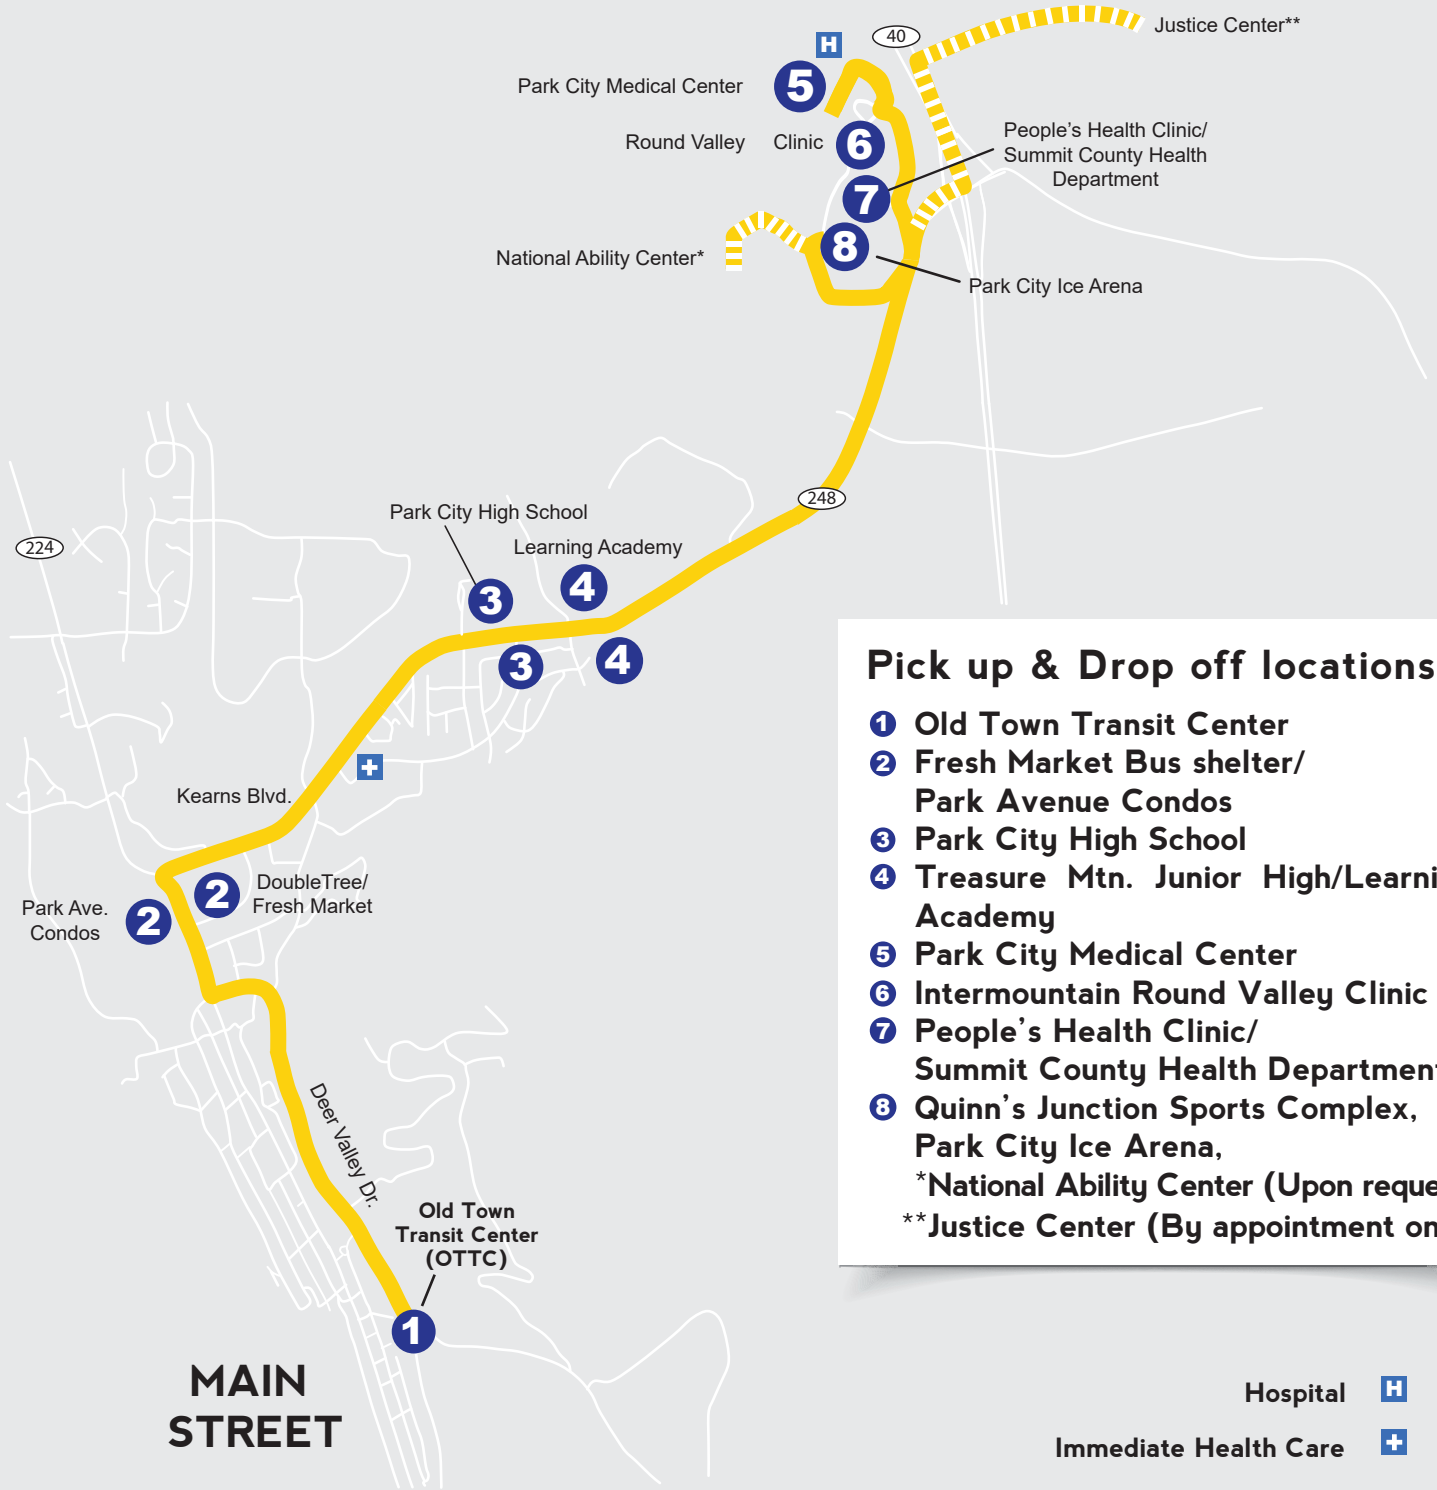 Justice Center**
H
40
Park City Medical Center
5
People’s Health Clinic/
Summit County Health
Department
Round Valley Clinic
6
7
National Ability Center*
8
Park City Ice Arena
248
Park City High School
224
Learning Academy
3
4
3
4
Kearns Blvd.
DoubleTree/
Fresh Market
2
Park Ave.
Condos
2
Deer Valley Dr.
Old Town
Transit Center
(OTTC)
1
MAIN
STREET
Pick up & Drop off locations
1 Old Town Transit Center
2 Fresh Market Bus shelter/
Park Avenue Condos
3 Park City High School
4 Treasure Mtn. Junior High/Learni
Academy
5 Park City Medical Center
6 Intermountain Round Valley Clinic
7 People’s Health Clinic/
Summit County Health Department
8 Quinn’s Junction Sports Complex,
Park City Ice Arena,
*National Ability Center (Upon reque
**Justice Center (By appointment on
Hospital H
Immediate Health Care